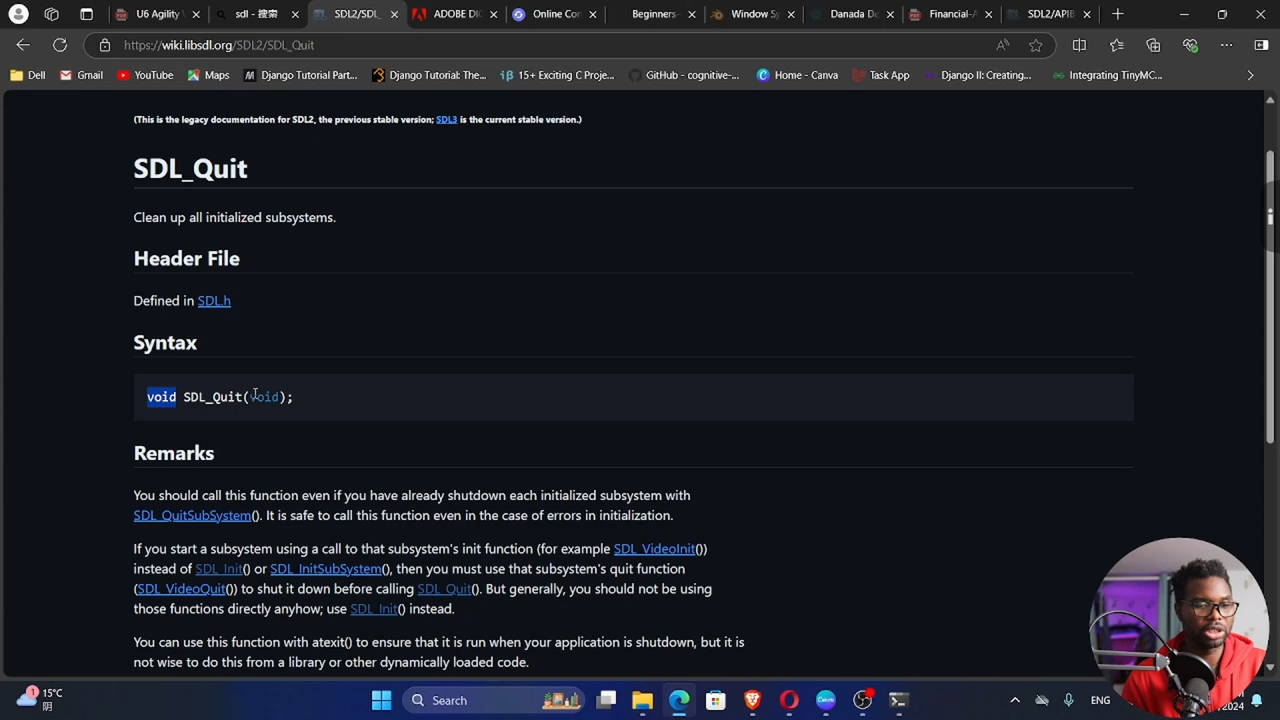 U6 Agility W
sdl - 搜索
SDL2/SDL_
ADOBE DIG
Online Cor
Beginners-
Window Sy
Danada De
Financial-A
SDL2/APIB
https://wiki.libsdl.org/SDL2/SDL_Quit
Dell
Gmail
YouTube
Maps
Django Tutorial Part...
Django Tutorial: The...
15+ Exciting C Proje...
GitHub - cognitive-...
Home - Canva
Task App
Django II: Creating...
Integrating TinyMC...
(This is the legacy documentation for SDL2, the previous stable version; SDL3 is the current stable version.)
SDL_Quit
Clean up all initialized subsystems.
Header File
Defined in SDL.h
Syntax
void SDL_Quit(void);
Remarks
You should call this function even if you have already shutdown each initialized subsystem with
SDL_QuitSubSystem(). It is safe to call this function even in the case of errors in initialization.
If you start a subsystem using a call to that subsystem's init function (for example SDL_VideoInit())
instead of SDL_Init() or SDL_InitSubSystem(), then you must use that subsystem's quit function
(SDL_VideoQuit()) to shut it down before calling SDL_Quit(). But generally, you should not be using
those functions directly anyhow; use SDL_Init() instead.
You can use this function with atexit() to ensure that it is run when your application is shutdown, but it is
not wise to do this from a library or other dynamically loaded code.
1
15°C
阴
Search
ENG
2024